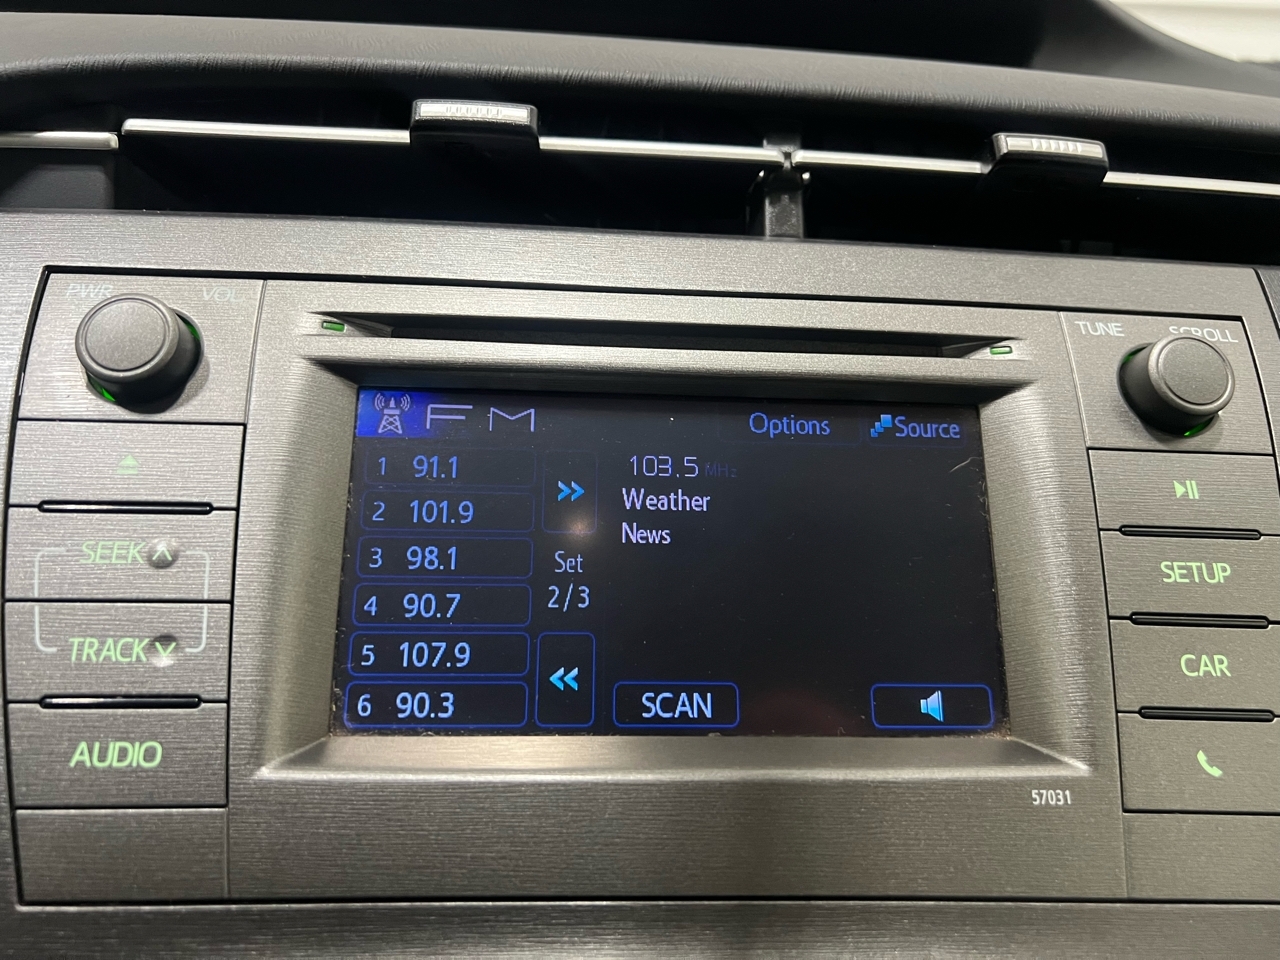 PWR VOL
TUNE SCROLL
FM
Options
Source
1 91.1
2 101.9
3 98.1
4 90.7
5 107.9
6 90.3
Set
2/3
103.5 MHz
Weather
News
SCAN
SEEK
TRACK
AUDIO
SETUP
CAR
57031